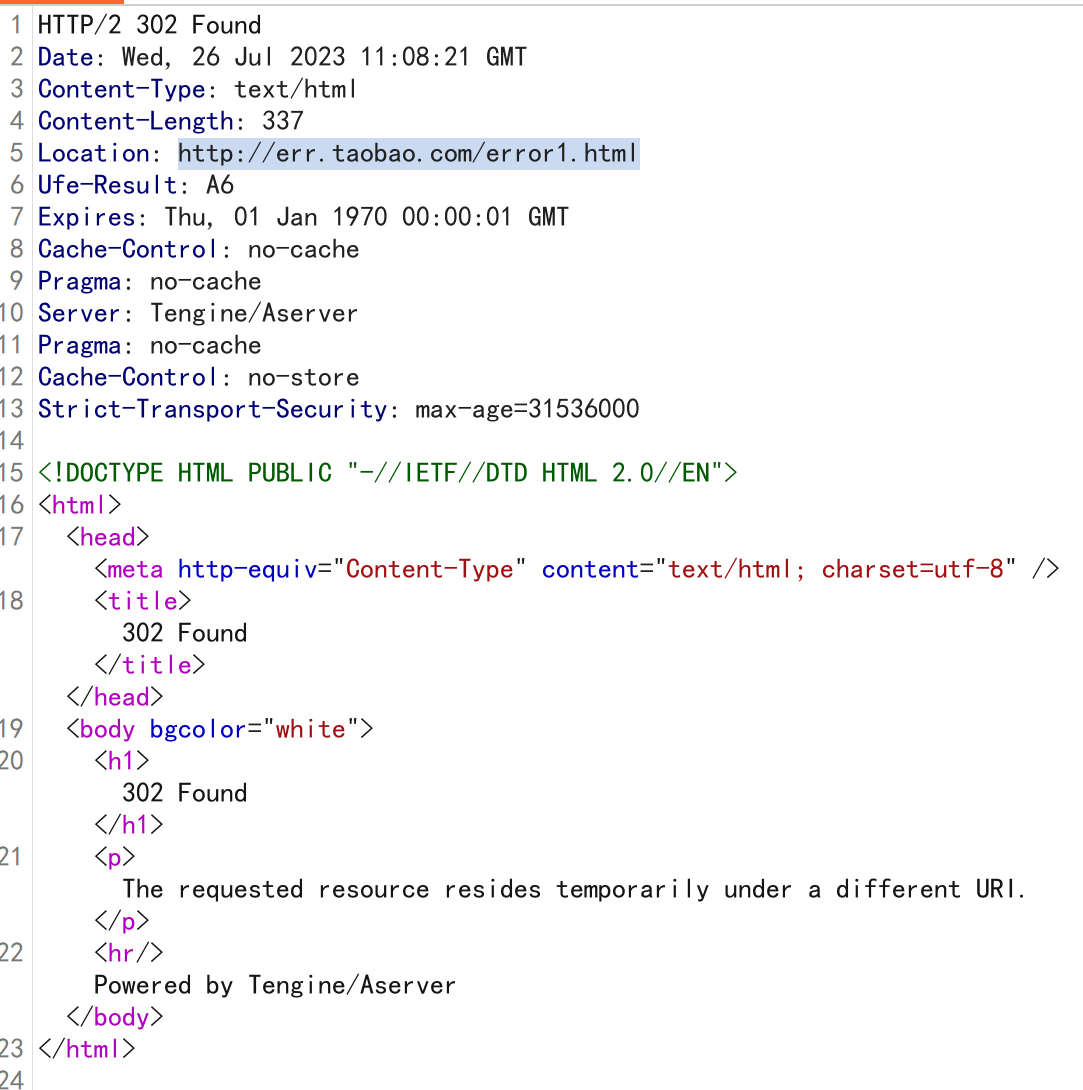 1 HTTP/2 302 Found
2 Date: Wed, 26 Jul 2023 11:08:21 GMT
3 Content-Type: text/html
4 Content-Length: 337
5 Location: http://err.taobao.com/error1.html
6 Ufe-Result: A6
7 Expires: Thu, 01 Jan 1970 00:00:01 GMT
8 Cache-Control: no-cache
9 Pragma: no-cache
10 Server: Tengine/Aserver
11 Pragma: no-cache
12 Cache-Control: no-store
13 Strict-Transport-Security: max-age=31536000
14
15 <!DOCTYPE HTML PUBLIC "-//IETF//DTD HTML 2.0//EN">
16 <html>
17 <head>
<meta http-equiv="Content-Type" content="text/html; charset=utf-8" />
18 <title>
302 Found
</title>
</head>
19 <body bgcolor="white">
20 <h1>
302 Found
</h1>
21 <p>
The requested resource resides temporarily under a different URI.
</p>
22 <hr/>
Powered by Tengine/Aserver
</body>
23 </html>
24